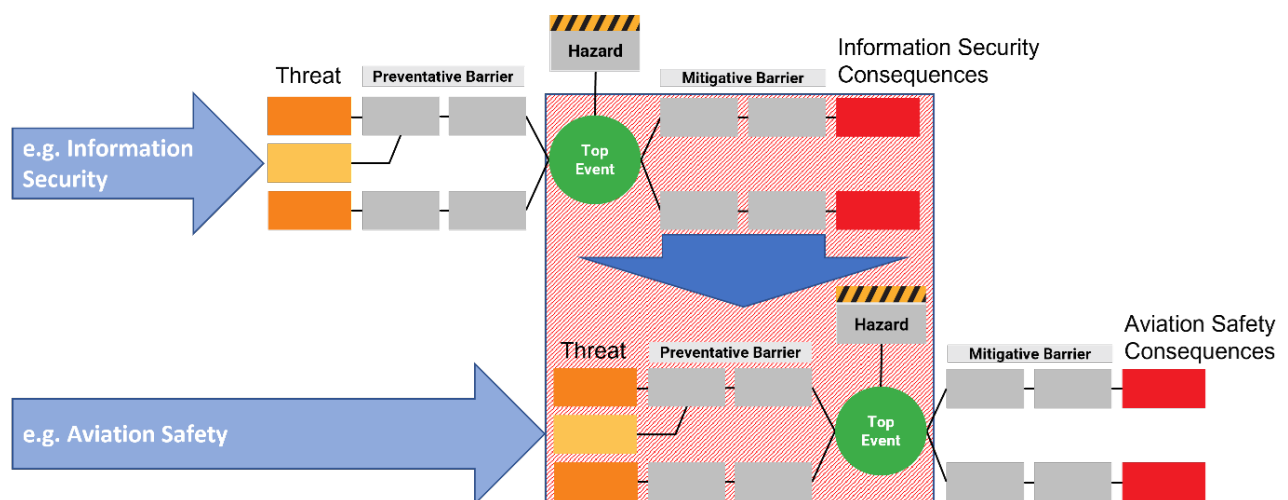 Hazard
Information Security
Consequences
Threat
Preventative Barrier
Mitigative Barrier
e.g. Information
Security
Top
Event
Hazard
Aviation Safety
Consequences
Threat
Preventative Barrier
Mitigative Barrier
e.g. Aviation Safety
Top
Event